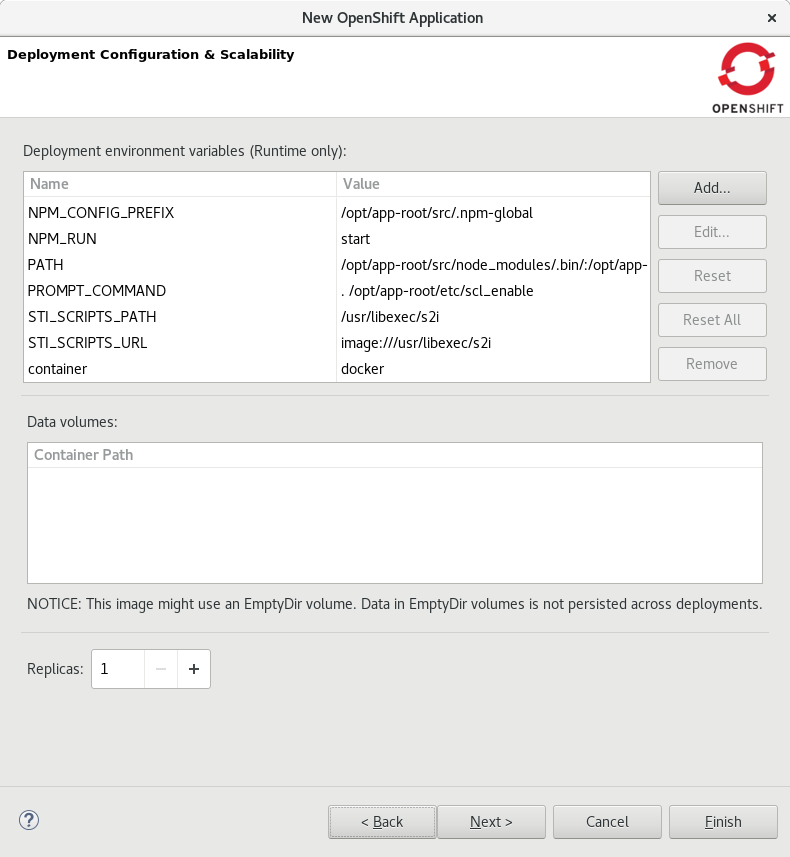 New OpenShift Application
Deployment Configuration & Scalability
OPENSHIFT
Deployment environment variables (Runtime only):
Name Value
NPM_CONFIG_PREFIX /opt/app-root/src/.npm-global
NPM_RUN start
PATH /opt/app-root/src/node_modules/.bin/:/opt/app-
PROMPT_COMMAND . /opt/app-root/etc/scl_enable
STI_SCRIPTS_PATH /usr/libexec/s2i
STI_SCRIPTS_URL image:///usr/libexec/s2i
container docker
Add...
Edit...
Reset
Reset All
Remove
Data volumes:
Container Path
NOTICE: This image might use an EmptyDir volume. Data in EmptyDir volumes is not persisted across deployments.
Replicas: 1
< Back Next > Cancel Finish